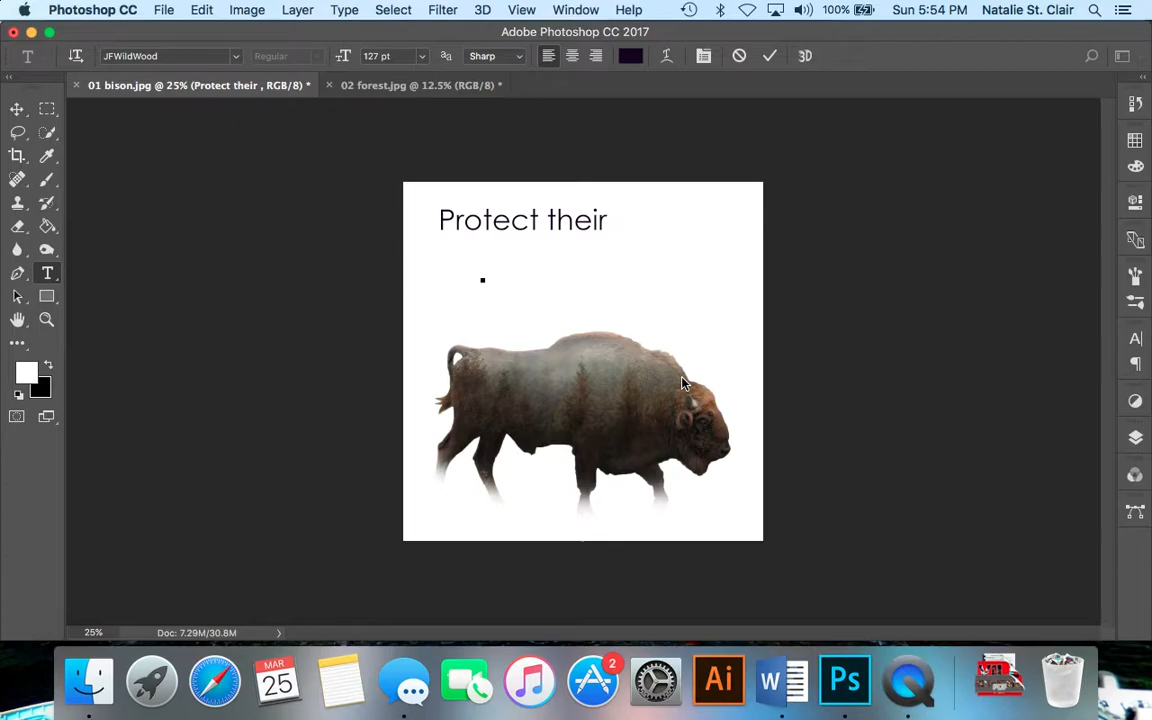 Photoshop CC File Edit Image Layer Type Select Filter 3D View Window Help 100% Sun 5:54 PM Natalie St. Clair
Adobe Photoshop CC 2017
T JFWildWood Regular 127 pt aa Sharp 3D
01 bison.jpg @ 25% (Protect their , RGB/8) * 02 forest.jpg @ 12.5% (RGB/8) *
Protect their
T
A
25% Doc: 7.29M/30.8M
MAR
25
2
Ai
W
Ps